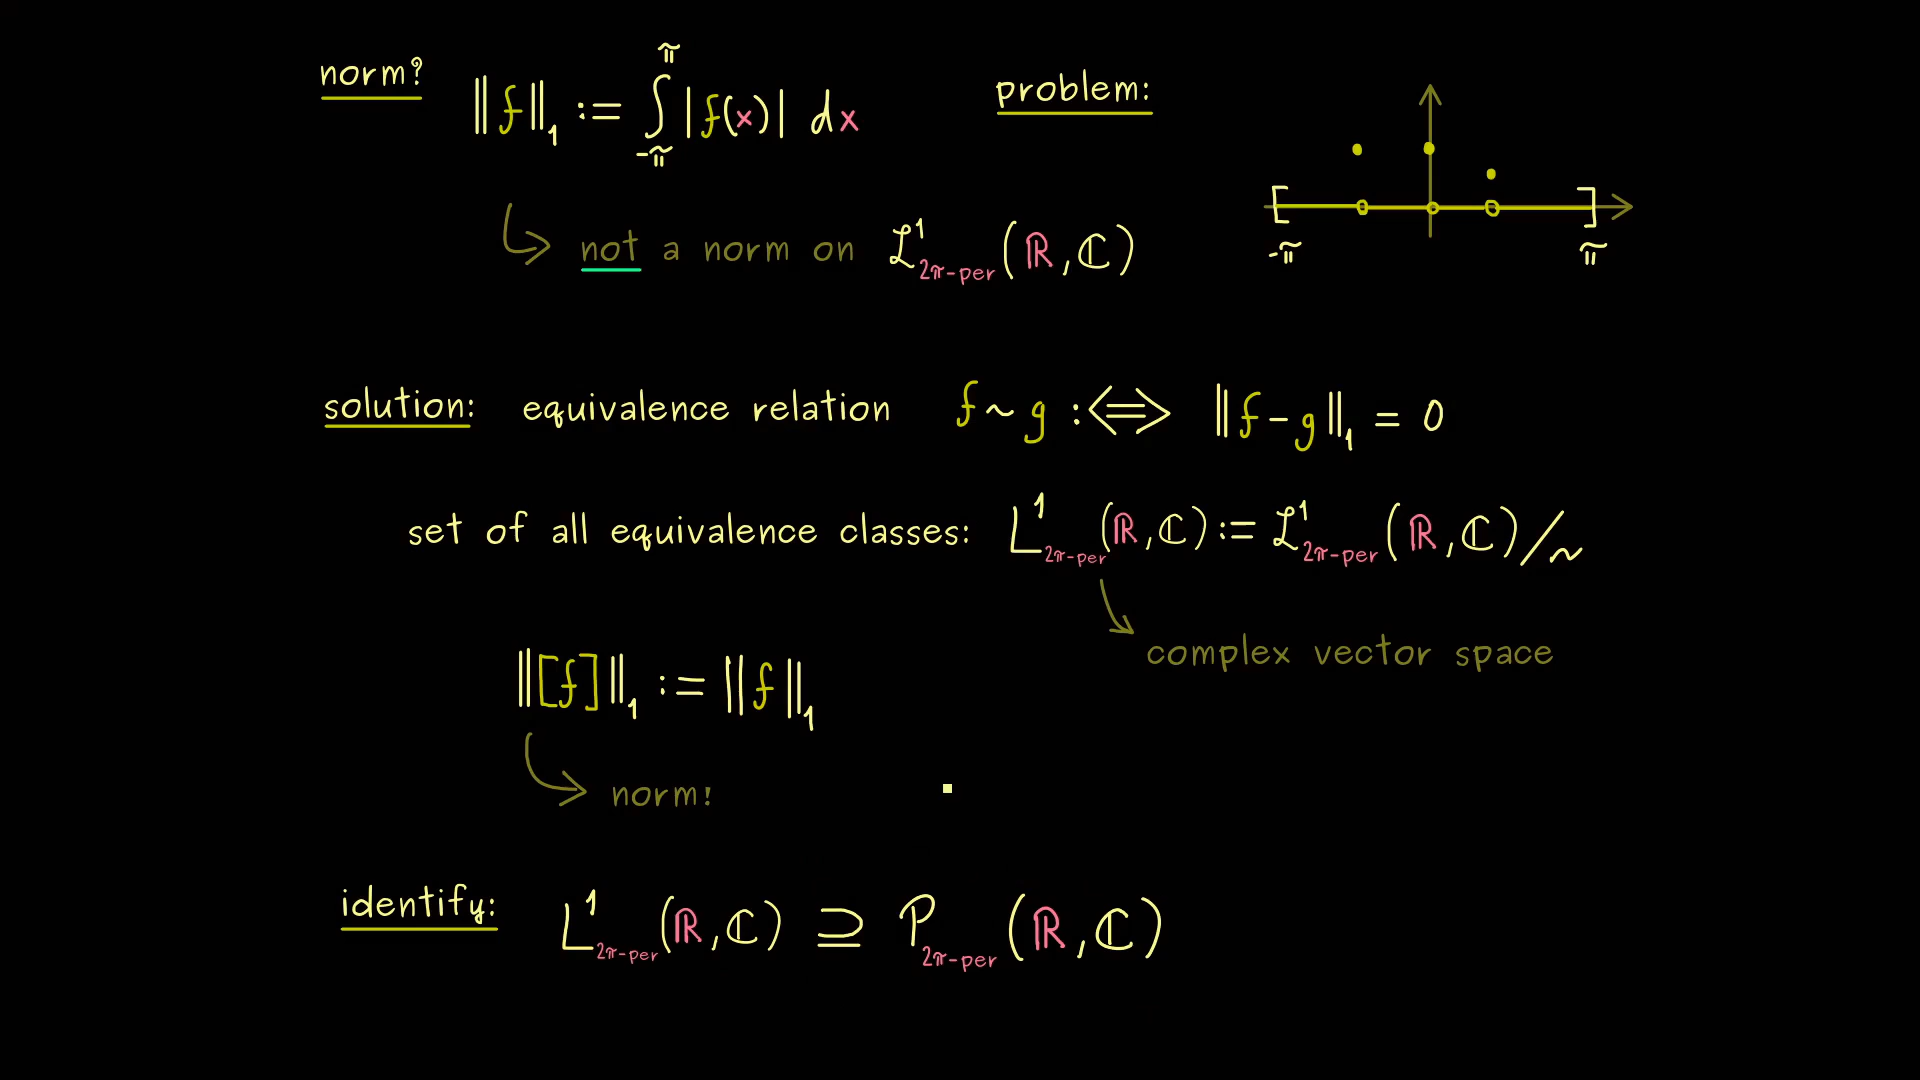 norm? ‖f‖₁ := ∫_{-π}^{π} |f(x)| dx
problem:
-π π
not a norm on ℒ¹_{2π-per}(ℝ, ℂ)
solution: equivalence relation f ~ g :⇔ ‖f - g‖₁ = 0
set of all equivalence classes: L¹_{2π-per}(ℝ, ℂ) := ℒ¹_{2π-per}(ℝ, ℂ)/~
complex vector space
‖[f]‖₁ := ‖f‖₁
norm!
identify: L¹_{2π-per}(ℝ, ℂ) ⊇ 𝒫_{2π-per}(ℝ, ℂ)